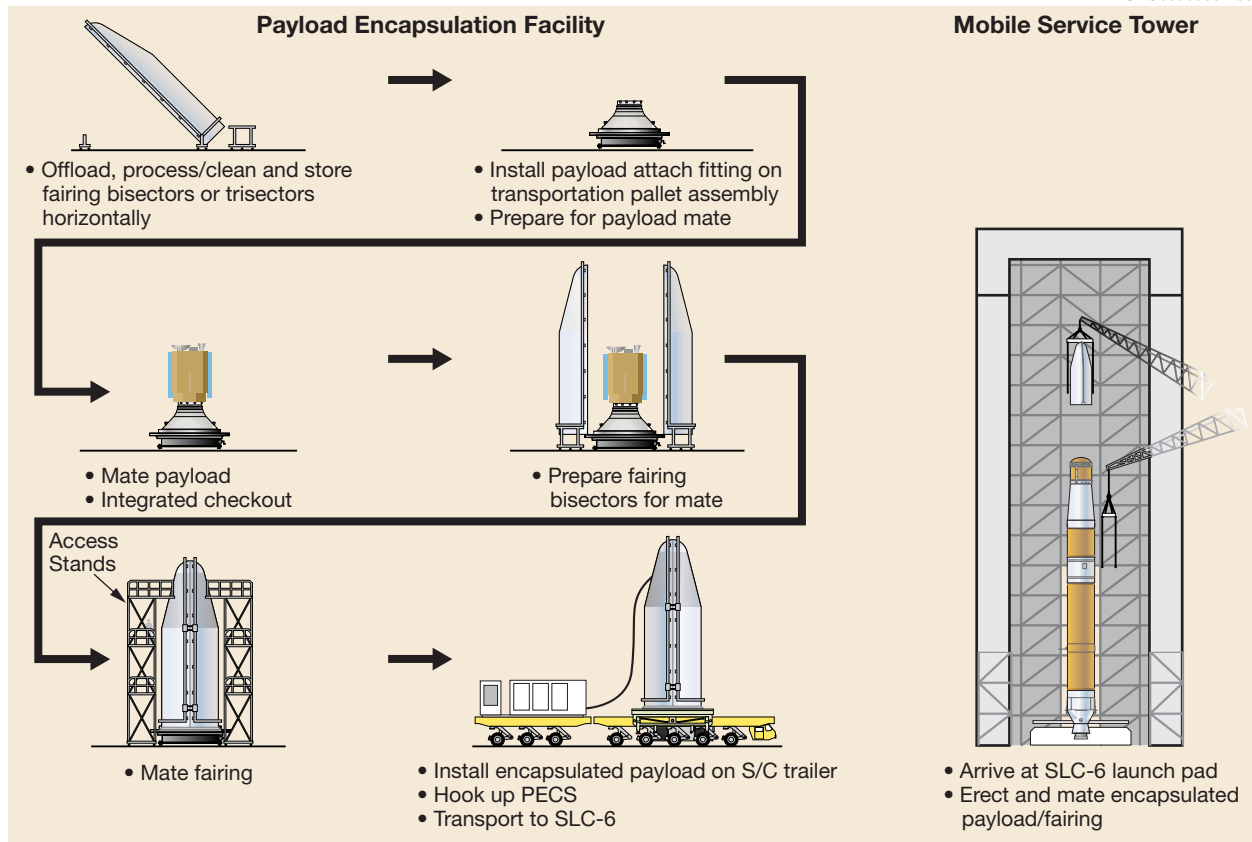 Payload Encapsulation Facility
Mobile Service Tower
• Offload, process/clean and store
fairing bisectors or trisectors
horizontally
• Install payload attach fitting on
transportation pallet assembly
• Prepare for payload mate
• Mate payload
• Integrated checkout
• Prepare fairing
bisectors for mate
Access
Stands
• Mate fairing
• Install encapsulated payload on S/C trailer
• Hook up PECS
• Transport to SLC-6
• Arrive at SLC-6 launch pad
• Erect and mate encapsulated
payload/fairing